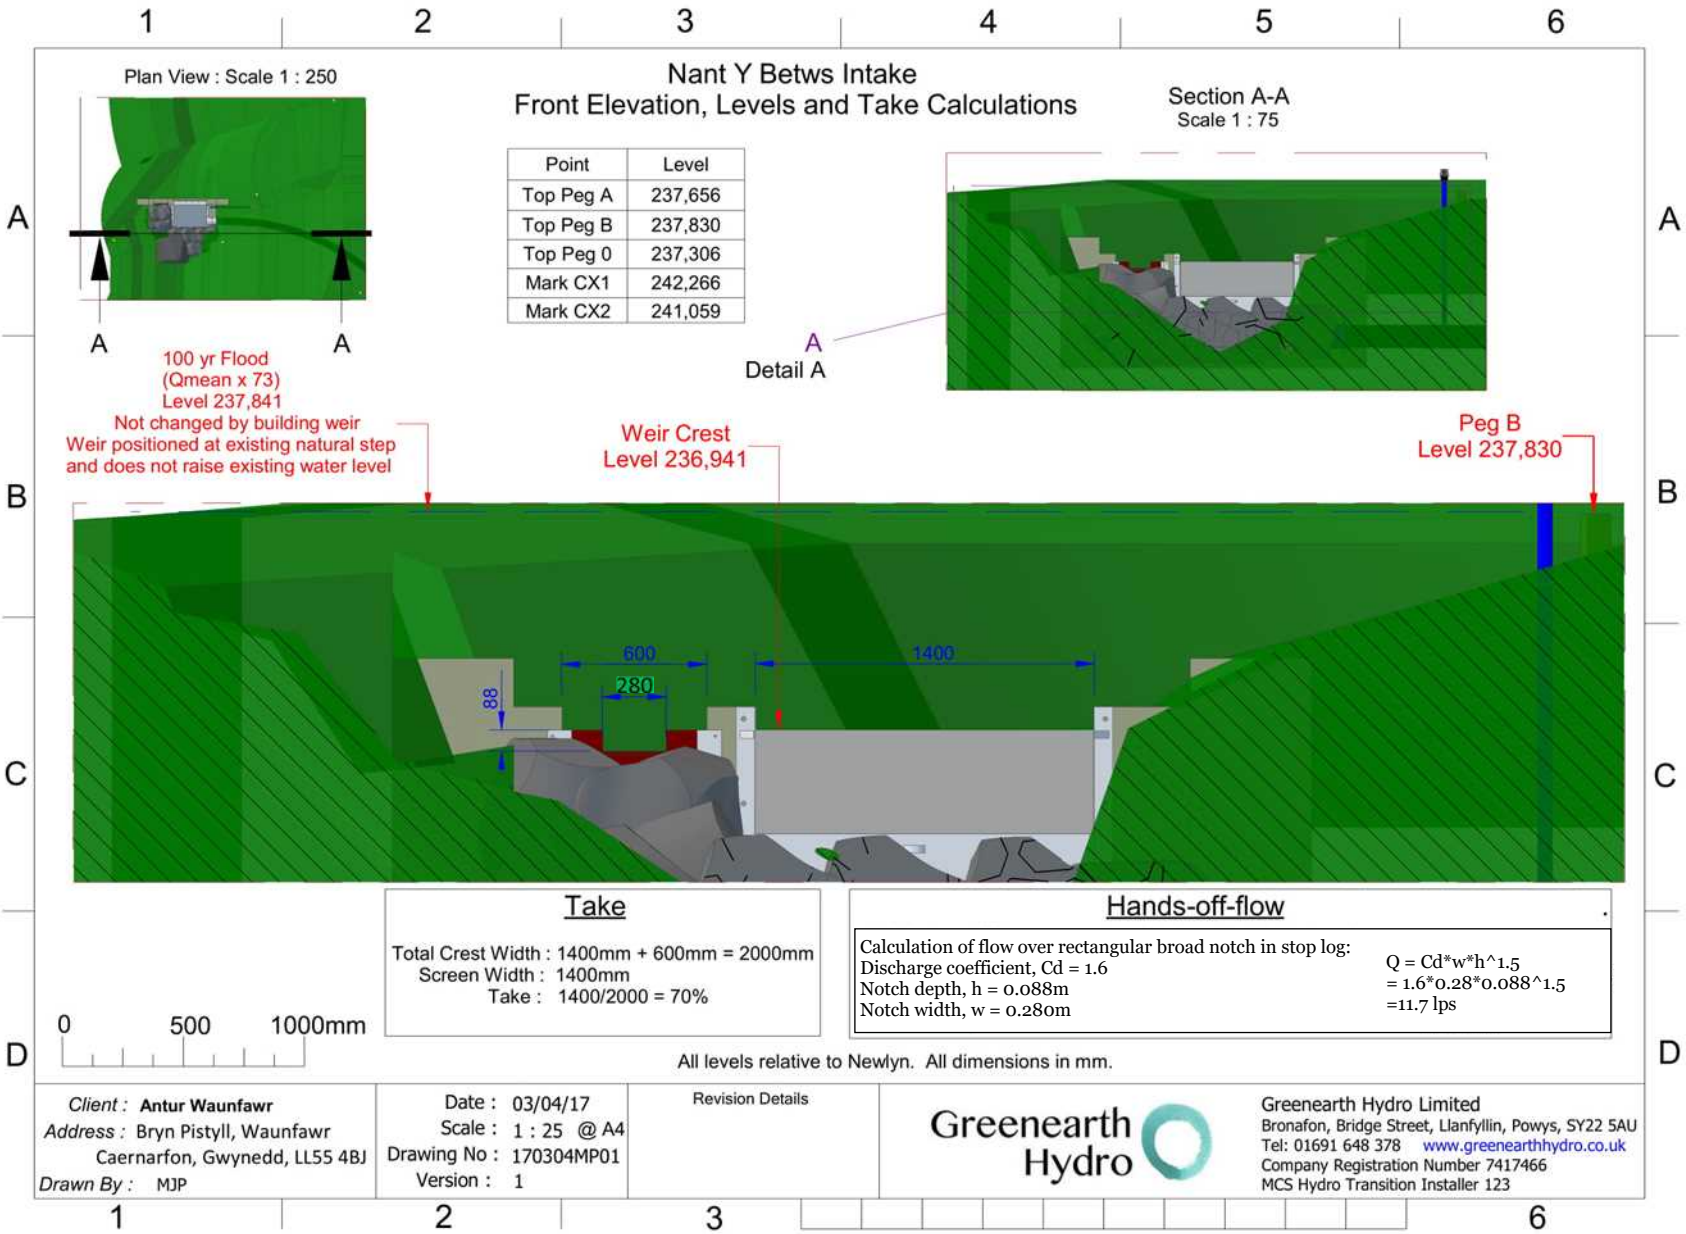 1 2 3 4 5 6
Plan View : Scale 1 : 250
Nant Y Betws Intake
Front Elevation, Levels and Take Calculations
Section A-A
Scale 1 : 75
Point Level
Top Peg A 237,656
Top Peg B 237,830
Top Peg 0 237,306
Mark CX1 242,266
Mark CX2 241,059
A A
A A
A
Detail A
100 yr Flood
(Qmean x 73)
Level 237,841
Not changed by building weir
Weir positioned at existing natural step
and does not raise existing water level
Weir Crest
Level 236,941
Peg B
Level 237,830
B B
600
1400
280
88
C C
Take
Total Crest Width : 1400mm + 600mm = 2000mm
Screen Width : 1400mm
Take : 1400/2000 = 70%
Hands-off-flow
.
Calculation of flow over rectangular broad notch in stop log:
Discharge coefficient, Cd = 1.6
Notch depth, h = 0.088m
Notch width, w = 0.280m
Q = Cd*w*h^1.5
= 1.6*0.28*0.088^1.5
=11.7 lps
0 500 1000mm
D D
All levels relative to Newlyn. All dimensions in mm.
Client : Antur Waunfawr
Address : Bryn Pistyll, Waunfawr
Caernarfon, Gwynedd, LL55 4BJ
Drawn By : MJP
Date : 03/04/17
Scale : 1 : 25 @ A4
Drawing No : 170304MP01
Version : 1
Revision Details
Greenearth
Hydro
Greenearth Hydro Limited
Bronafon, Bridge Street, Llanfyllin, Powys, SY22 5AU
Tel: 01691 648 378 www.greenearthhydro.co.uk
Company Registration Number 7417466
MCS Hydro Transition Installer 123
1 2 3 6